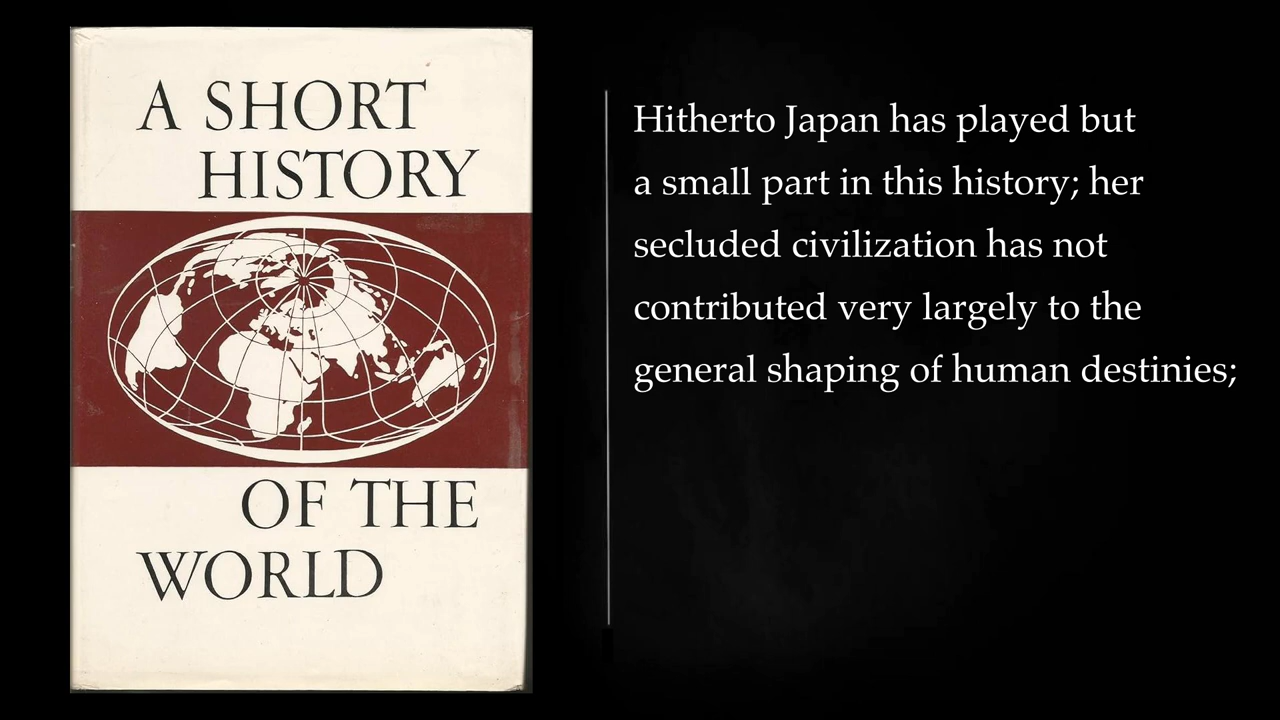 A SHORT
HISTORY
OF THE
WORLD
Hitherto Japan has played but
a small part in this history; her
secluded civilization has not
contributed very largely to the
general shaping of human destinies;